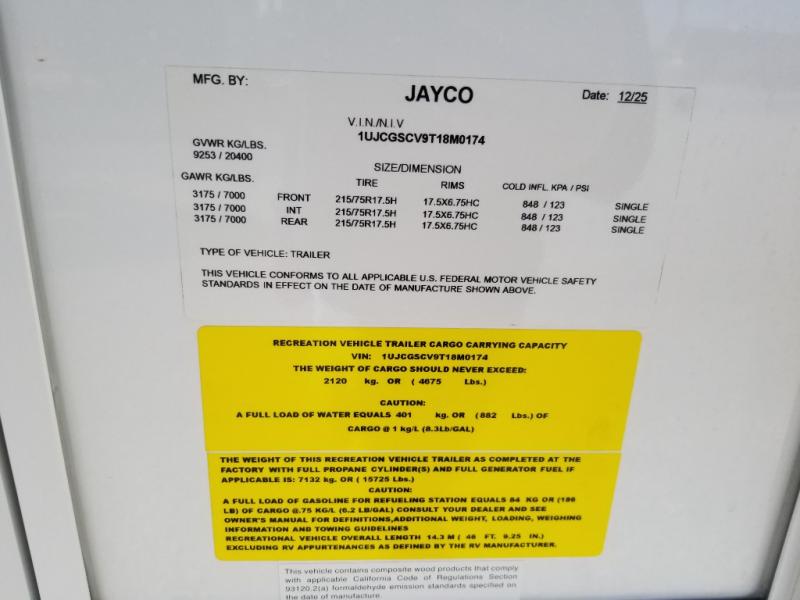 MFG. BY: JAYCO Date: 12/25
V.I.N./N.I.V
1UJCGSCV9T18M0174
GVWR KG/LBS.
9253 / 20400
SIZE/DIMENSION
GAWR KG/LBS. TIRE RIMS COLD INFL. KPA / PSI
3175 / 7000 FRONT 215/75R17.5H 17.5X6.75HC 848 / 123 SINGLE
3175 / 7000 INT 215/75R17.5H 17.5X6.75HC 848 / 123 SINGLE
3175 / 7000 REAR 215/75R17.5H 17.5X6.75HC 848 / 123 SINGLE
TYPE OF VEHICLE: TRAILER
THIS VEHICLE CONFORMS TO ALL APPLICABLE U.S. FEDERAL MOTOR VEHICLE SAFETY
STANDARDS IN EFFECT ON THE DATE OF MANUFACTURE SHOWN ABOVE.
RECREATION VEHICLE TRAILER CARGO CARRYING CAPACITY
VIN: 1UJCGSCV9T18M0174
THE WEIGHT OF CARGO SHOULD NEVER EXCEED:
2120 kg. OR ( 4675 Lbs.)
CAUTION:
A FULL LOAD OF WATER EQUALS 401 kg. OR (882 Lbs.) OF
CARGO @ 1 kg/L (8.3Lb/GAL)
THE WEIGHT OF THIS RECREATION VEHICLE TRAILER AS COMPLETED AT THE
FACTORY WITH FULL PROPANE CYLINDER(S) AND FULL GENERATOR FUEL IF
APPLICABLE IS: 7132 kg. OR ( 15725 Lbs.)
CAUTION:
A FULL LOAD OF GASOLINE FOR REFUELING STATION EQUALS 84 KG OR (186
LB) OF CARGO @.75 KG/L (6.2 LB/GAL) CONSULT YOUR DEALER AND SEE
OWNER'S MANUAL FOR DEFINITIONS,ADDITIONAL WEIGHT, LOADING, WEIGHING
INFORMATION AND TOWING GUIDELINES
RECREATIONAL VEHICLE OVERALL LENGTH 14.3 M ( 46 FT. 9.25 IN.)
EXCLUDING RV APPURTENANCES AS DEFINED BY THE RV MANUFACTURER.
This vehicle contains composite wood products that comply
with applicable California Code of Regulations Section
93120.2(a) formaldehyde emission standards specified on
the date of manufacture.